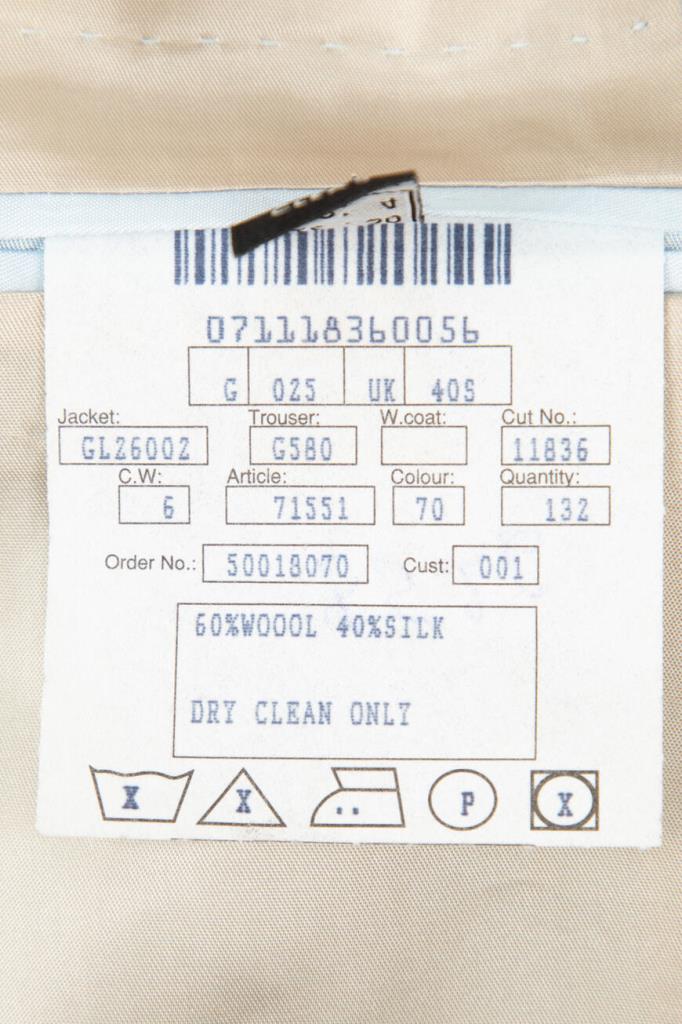 071118360056
G 025 UK 40S
Jacket: Trouser: W.coat: Cut No.:
GL26002 G580 11836
C.W: Article: Colour: Quantity:
6 71551 70 132
Order No.: 50018070 Cust: 001
60%WOOOL 40%SILK
DRY CLEAN ONLY
X X .. P X